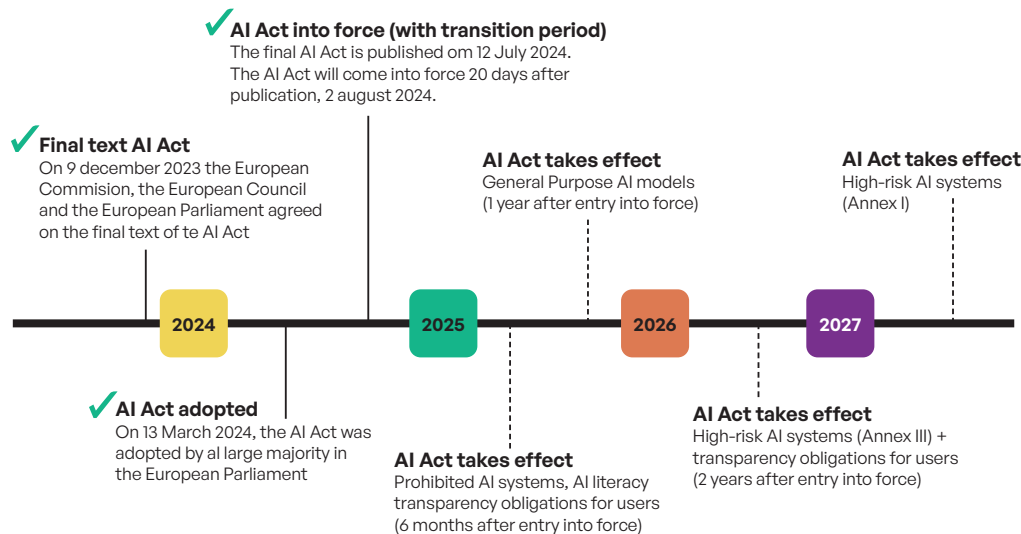 AI Act into force (with transition period)
The final AI Act is published om 12 July 2024.
The AI Act will come into force 20 days after
publication, 2 august 2024.
Final text AI Act
On 9 december 2023 the European
Commision, the European Council
and the European Parliament agreed
on the final text of te AI Act
AI Act takes effect
General Purpose AI models
(1 year after entry into force)
AI Act takes effect
High-risk AI systems
(Annex I)
2024
2025
2026
2027
AI Act adopted
On 13 March 2024, the AI Act was
adopted by al large majority in
the European Parliament
AI Act takes effect
Prohibited AI systems, AI literacy
transparency obligations for users
(6 months after entry into force)
AI Act takes effect
High-risk AI systems (Annex III) +
transparency obligations for users
(2 years after entry into force)